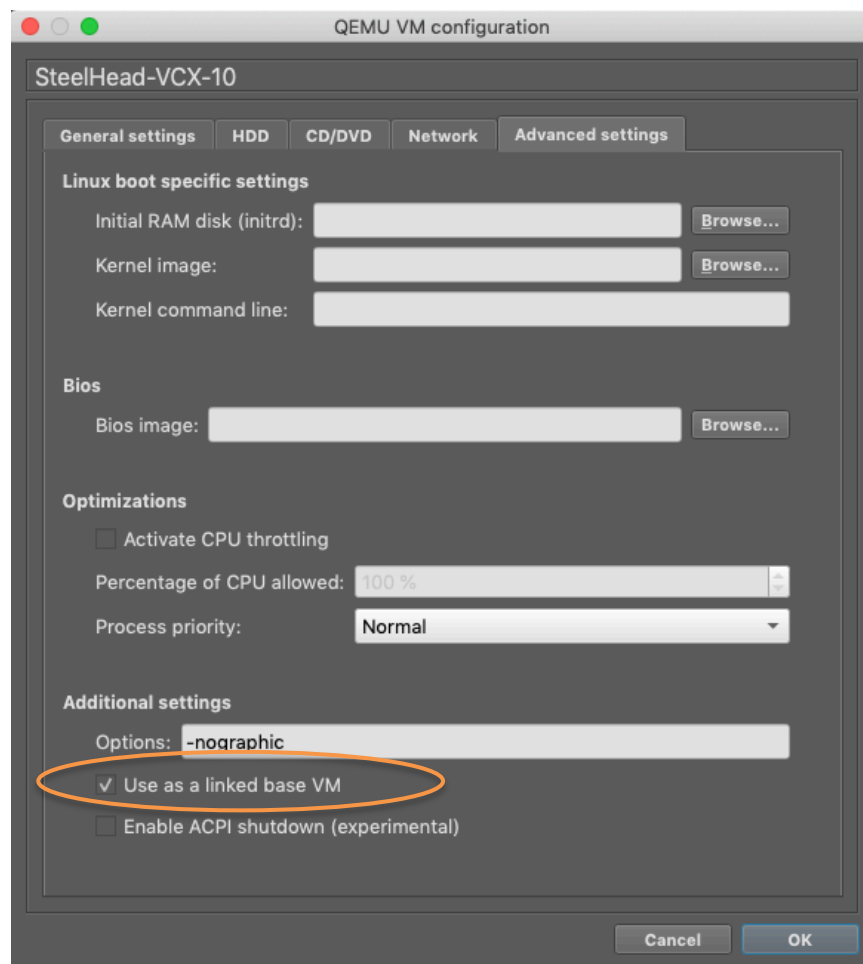 QEMU VM configuration
SteelHead-VCX-10
General settings HDD CD/DVD Network Advanced settings
Linux boot specific settings
Initial RAM disk (initrd): Browse...
Kernel image: Browse...
Kernel command line:
Bios
Bios image: Browse...
Optimizations
Activate CPU throttling
Percentage of CPU allowed: 100 %
Process priority: Normal
Additional settings
Options: -nographic
Use as a linked base VM
Enable ACPI shutdown (experimental)
Cancel OK